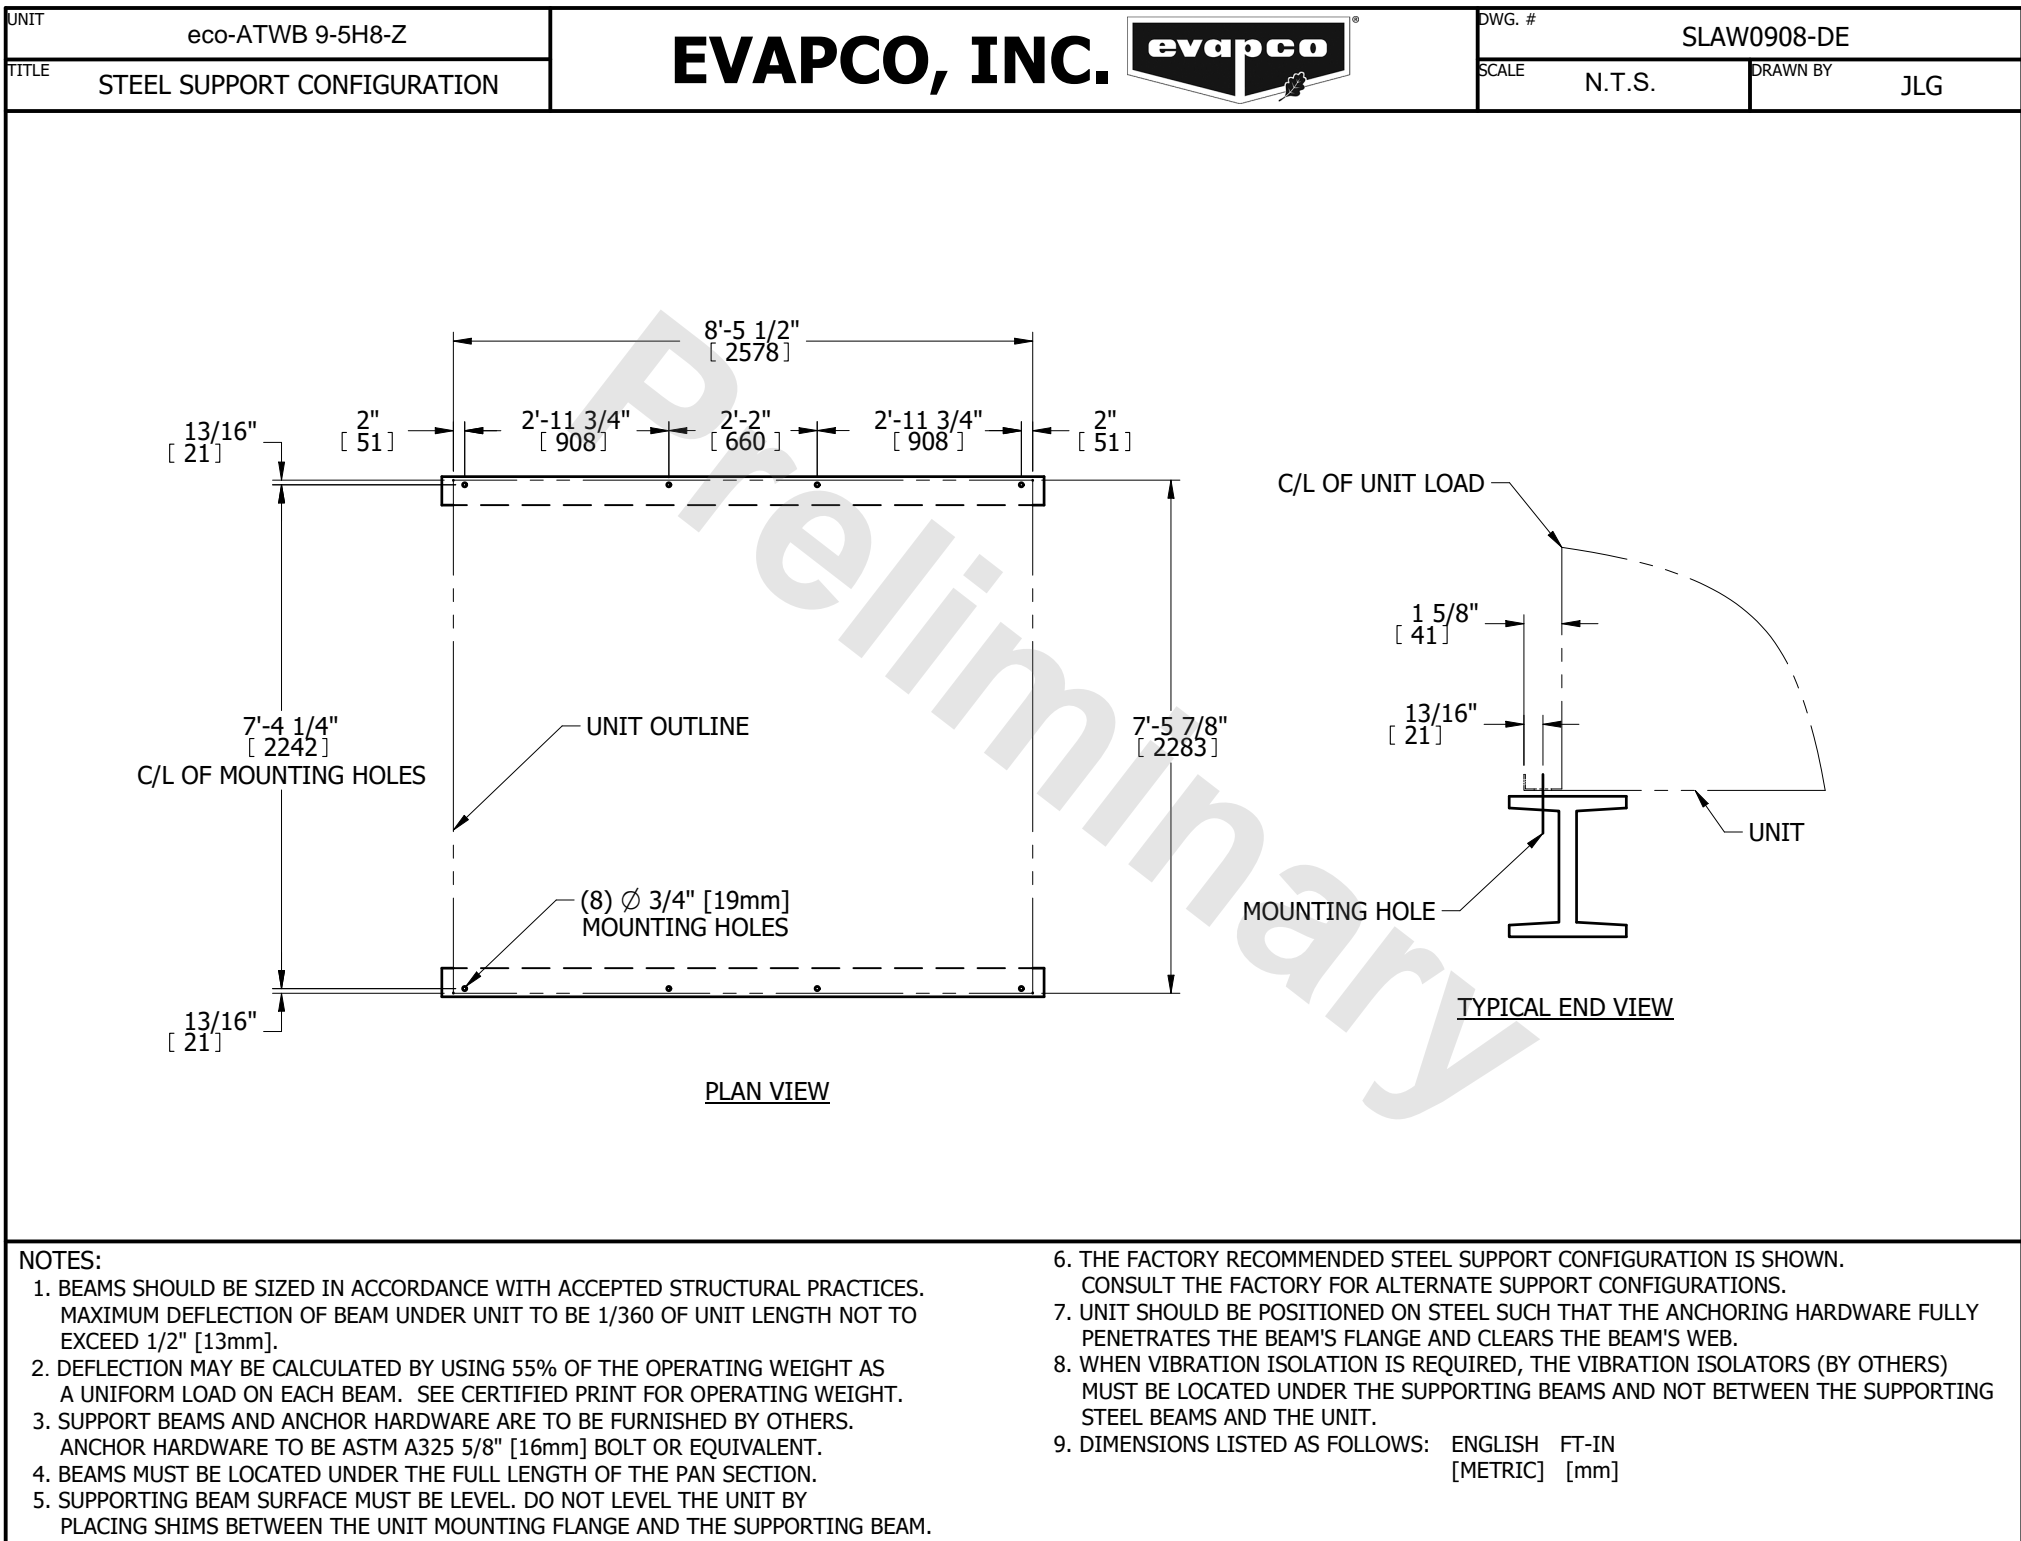 UNIT
eco-ATWB 9-5H8-Z
TITLE
STEEL SUPPORT CONFIGURATION
EVAPCO, INC.
evapco
®
DWG. #
SLAW0908-DE
SCALE
N.T.S.
DRAWN BY
JLG
8'-5 1/2"
[ 2578 ]
13/16"
[ 21 ]
2"
[ 51 ]
2'-11 3/4"
[ 908 ]
2'-2"
[ 660 ]
2'-11 3/4"
[ 908 ]
2"
[ 51 ]
7'-4 1/4"
[ 2242 ]
C/L OF MOUNTING HOLES
UNIT OUTLINE
7'-5 7/8"
[ 2283 ]
(8) ∅ 3/4" [19mm]
MOUNTING HOLES
13/16"
[ 21 ]
PLAN VIEW
C/L OF UNIT LOAD
1 5/8"
[ 41 ]
13/16"
[ 21 ]
UNIT
MOUNTING HOLE
TYPICAL END VIEW
Preliminary
NOTES:
1. BEAMS SHOULD BE SIZED IN ACCORDANCE WITH ACCEPTED STRUCTURAL PRACTICES.
MAXIMUM DEFLECTION OF BEAM UNDER UNIT TO BE 1/360 OF UNIT LENGTH NOT TO
EXCEED 1/2" [13mm].
2. DEFLECTION MAY BE CALCULATED BY USING 55% OF THE OPERATING WEIGHT AS
A UNIFORM LOAD ON EACH BEAM. SEE CERTIFIED PRINT FOR OPERATING WEIGHT.
3. SUPPORT BEAMS AND ANCHOR HARDWARE ARE TO BE FURNISHED BY OTHERS.
ANCHOR HARDWARE TO BE ASTM A325 5/8" [16mm] BOLT OR EQUIVALENT.
4. BEAMS MUST BE LOCATED UNDER THE FULL LENGTH OF THE PAN SECTION.
5. SUPPORTING BEAM SURFACE MUST BE LEVEL. DO NOT LEVEL THE UNIT BY
PLACING SHIMS BETWEEN THE UNIT MOUNTING FLANGE AND THE SUPPORTING BEAM.
6. THE FACTORY RECOMMENDED STEEL SUPPORT CONFIGURATION IS SHOWN.
CONSULT THE FACTORY FOR ALTERNATE SUPPORT CONFIGURATIONS.
7. UNIT SHOULD BE POSITIONED ON STEEL SUCH THAT THE ANCHORING HARDWARE FULLY
PENETRATES THE BEAM'S FLANGE AND CLEARS THE BEAM'S WEB.
8. WHEN VIBRATION ISOLATION IS REQUIRED, THE VIBRATION ISOLATORS (BY OTHERS)
MUST BE LOCATED UNDER THE SUPPORTING BEAMS AND NOT BETWEEN THE SUPPORTING
STEEL BEAMS AND THE UNIT.
9. DIMENSIONS LISTED AS FOLLOWS: ENGLISH FT-IN
[METRIC] [mm]